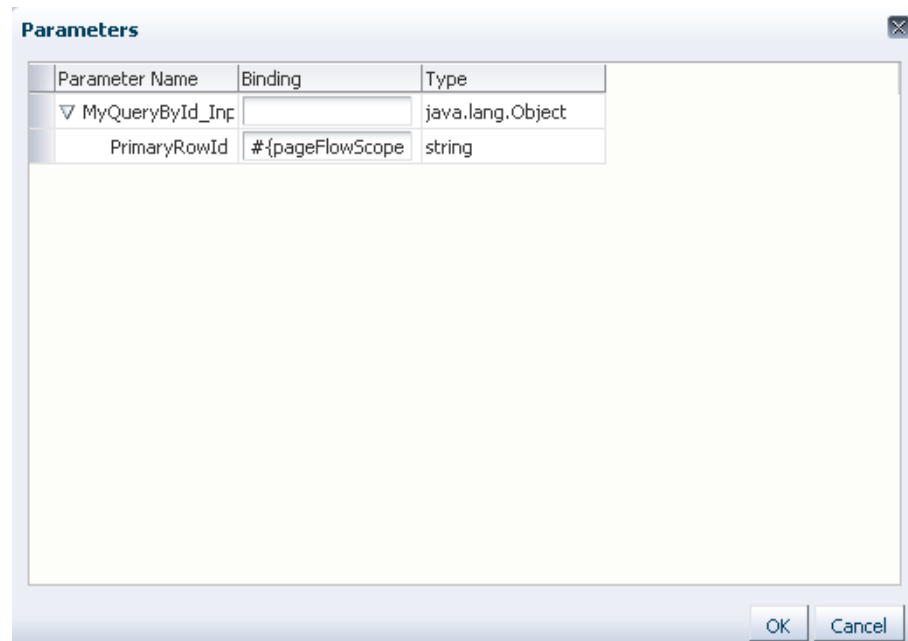 Parameters
Parameter Name Binding Type
MyQueryById_Inp java.lang.Object
PrimaryRowId #{pageFlowScope string
OK Cancel